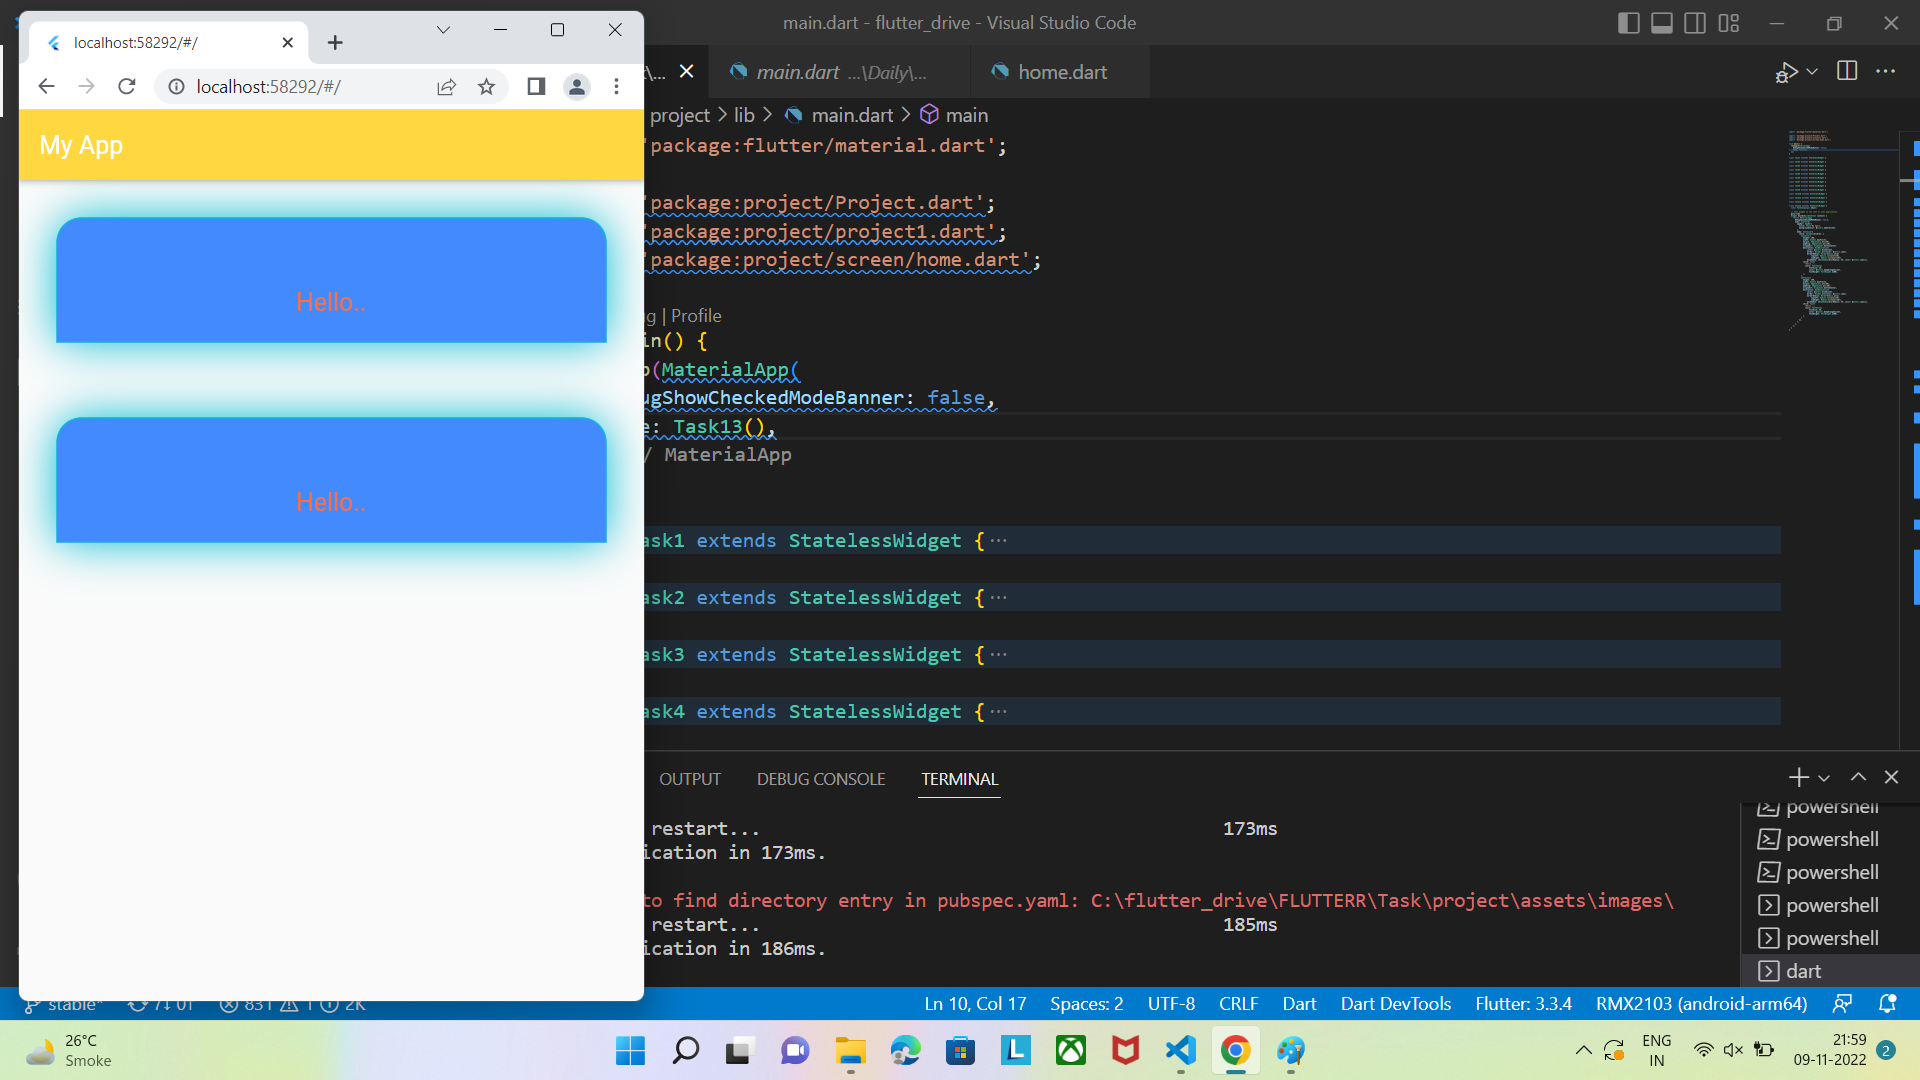 main.dart - flutter_drive - Visual Studio Code
localhost:58292/#/
localhost:58292/#/
My App
Hello..
Hello..
\...
main.dart ...\Daily\...
home.dart
project > lib > main.dart > main
'package:flutter/material.dart';
'package:project/Project.dart';
'package:project/project1.dart';
'package:project/screen/home.dart';
g | Profile
in() {
p(MaterialApp(
ugShowCheckedModeBanner: false,
e: Task13(),
/ MaterialApp
ask1 extends StatelessWidget {···
ask2 extends StatelessWidget {···
ask3 extends StatelessWidget {···
ask4 extends StatelessWidget {···
OUTPUT DEBUG CONSOLE TERMINAL
restart... 173ms
ication in 173ms.
to find directory entry in pubspec.yaml: C:\flutter_drive\FLUTTERR\Task\project\assets\images\
restart... 185ms
ication in 186ms.
powershell
powershell
powershell
powershell
powershell
dart
stable* 7↓ 0↑ 831 1 2K
Ln 10, Col 17 Spaces: 2 UTF-8 CRLF Dart Dart DevTools Flutter: 3.3.4 RMX2103 (android-arm64)
26°C
Smoke
ENG
IN
21:59
09-11-2022
2